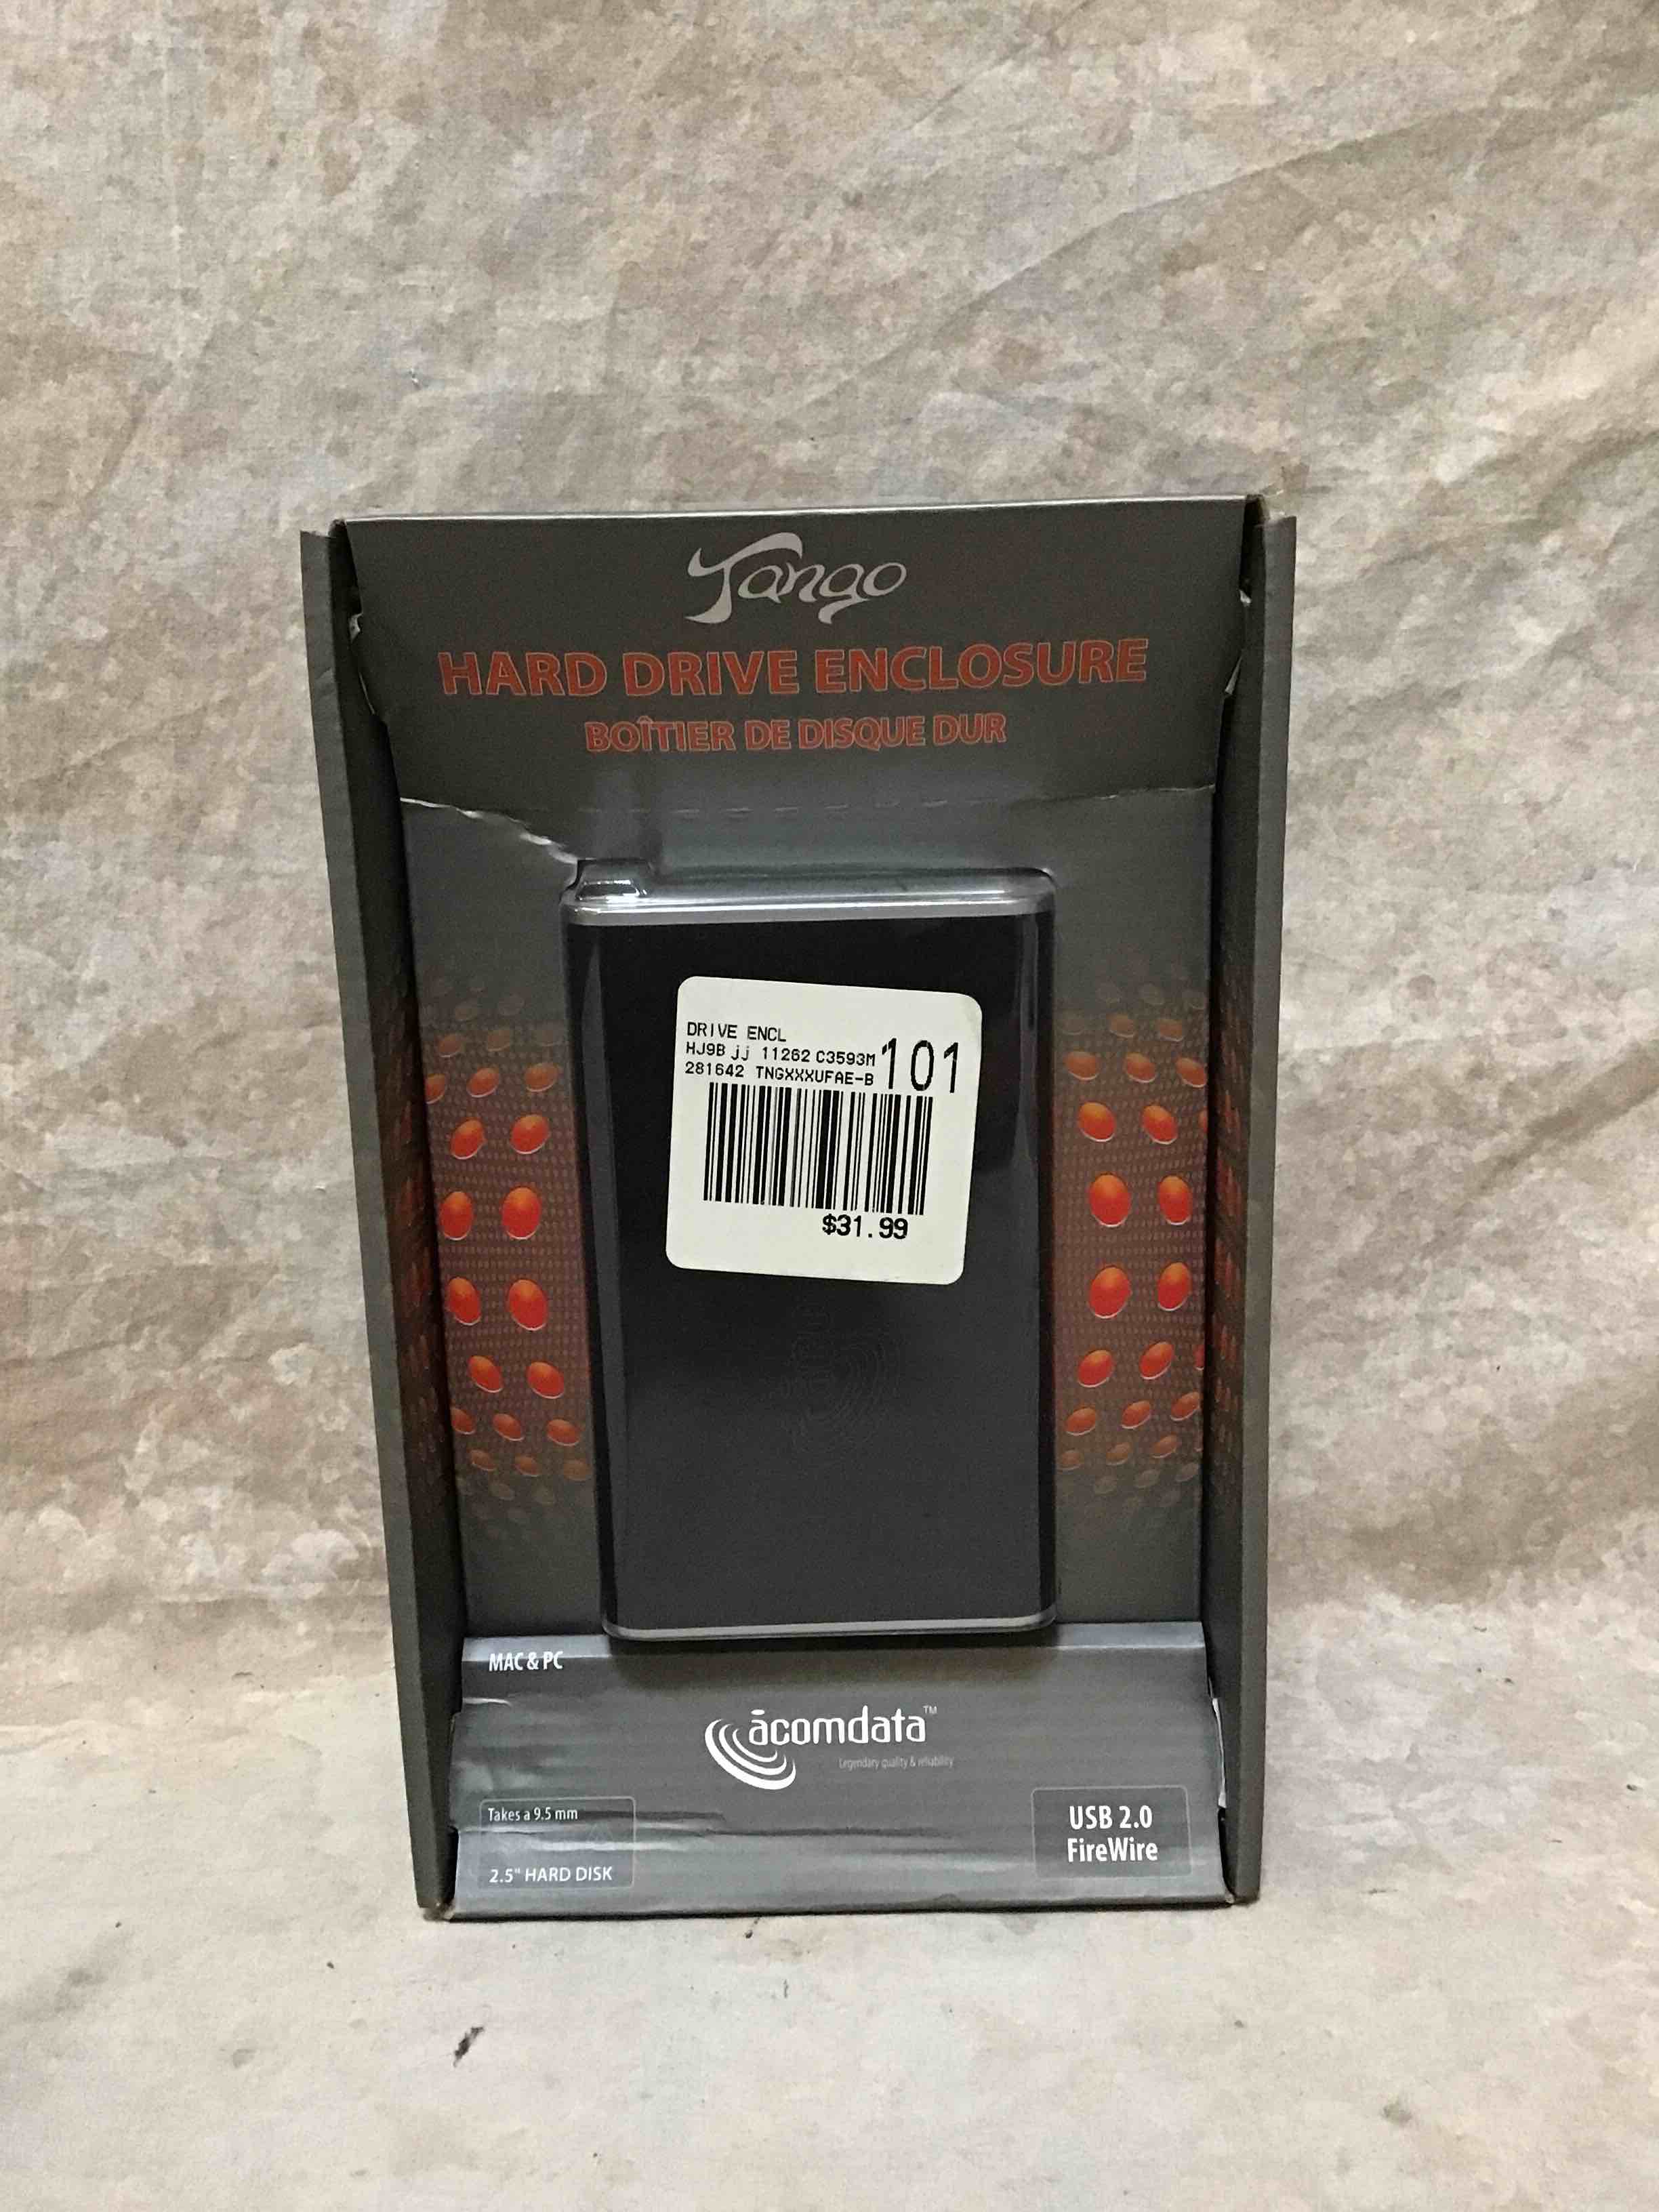 Tango
HARD DRIVE ENCLOSURE
BOÎTIER DE DISQUE DUR
DRIVE ENCL
HJ9B jj 11262 C3593M 101
281642 TNGXXXUFAE-B
$31.99
MAC & PC
ācomdata™
Legendary quality & reliability
Takes a 9.5 mm
2.5" HARD DISK
USB 2.0
FireWire